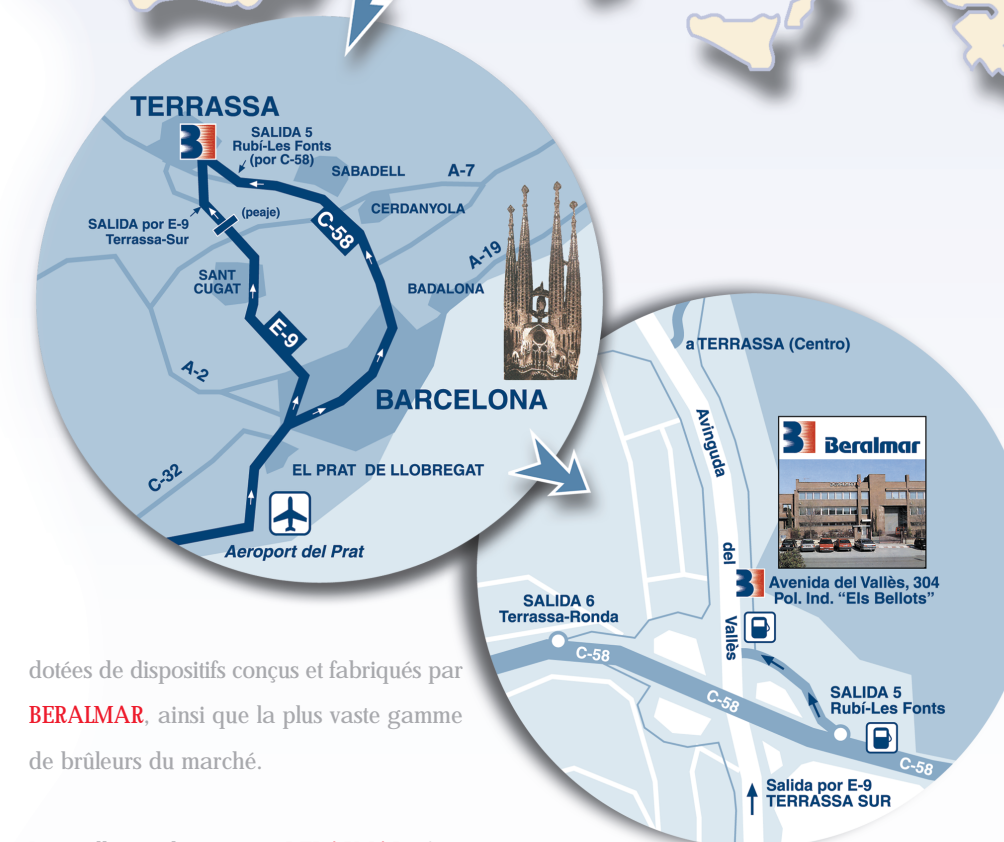 TERRASSA
SALIDA 5
Rubí-Les Fonts
(por C-58)
SABADELL
A-7
CERDANYOLA
(peaje)
SALIDA por E-9
Terrassa-Sur
C-58
A-19
SANT
CUGAT
BADALONA
E-9
A-2
BARCELONA
C-32
EL PRAT DE LLOBREGAT
Aeroport del Prat
a TERRASSA (Centro)
Avinguda
del
Vallès
Beralmar
Avenida del Vallès, 304
Pol. Ind. “Els Bellots”
SALIDA 6
Terrassa-Ronda
C-58
C-58
SALIDA 5
Rubí-Les Fonts
C-58
Salida por E-9
TERRASSA SUR
dotées de dispositifs conçus et fabriqués par
BERALMAR, ainsi que la plus vaste gamme
de brûleurs du marché.